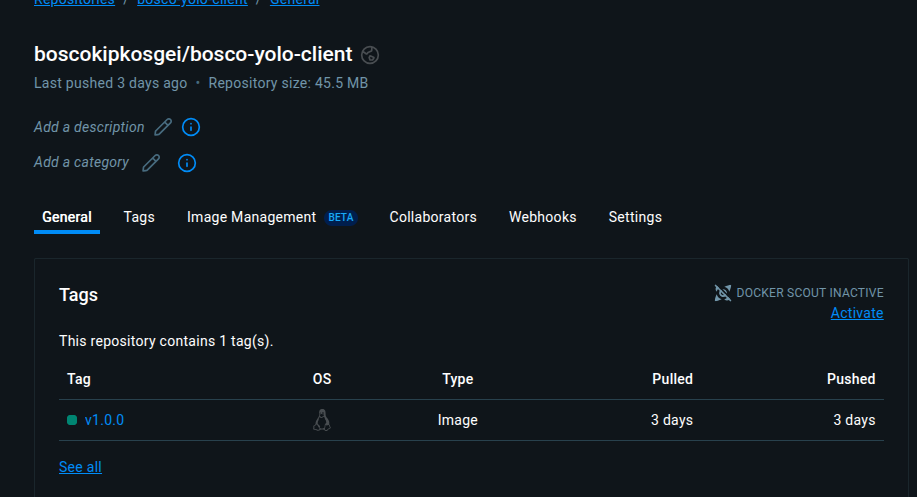 Repositories / bosco-yolo-client / General
boscokipkosgei/bosco-yolo-client
Last pushed 3 days ago • Repository size: 45.5 MB
Add a description
Add a category
General Tags Image Management BETA Collaborators Webhooks Settings
Tags
DOCKER SCOUT INACTIVE
Activate
This repository contains 1 tag(s).
Tag OS Type Pulled Pushed
v1.0.0 Image 3 days 3 days
See all